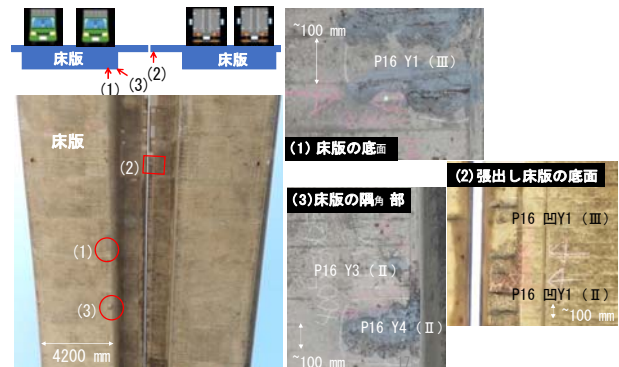 床版
床版
(1)
(3)
(2)
床版
(2)
(1)
(3)
4200 mm
~100 mm
P16 Y1 (Ⅲ)
(1) 床版の底面
(3)床版の隅角 部
P16 Y3 (Ⅱ)
P16 Y4 (Ⅱ)
~100 mm
(2) 張出し床版の底面
P16 凹Y1 (Ⅲ)
P16 凹Y1 (Ⅱ)
~100 mm